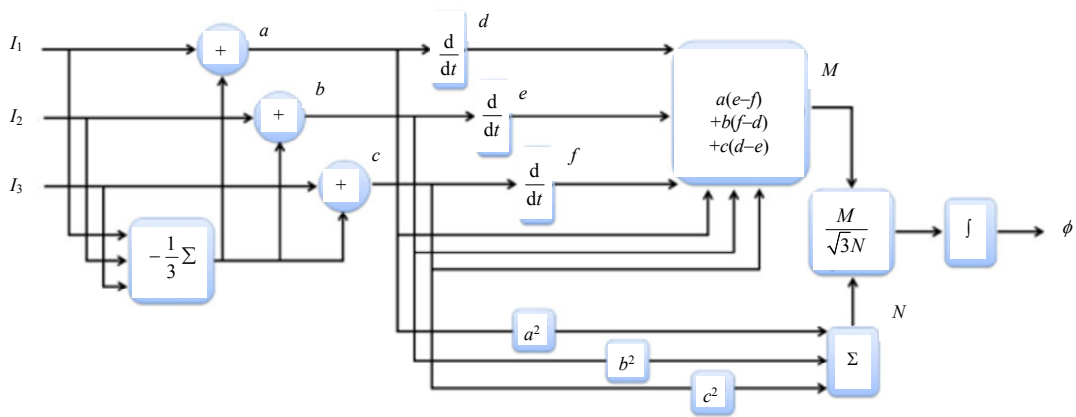 I₁
+
a
d/dt
d
I₂
+
b
d/dt
e
I₃
+
c
d/dt
f
a(e–f)
+b(f–d)
+c(d–e)
M
−1/3 Σ
M/√3N
∫
ϕ
N
a²
b²
c²
Σ